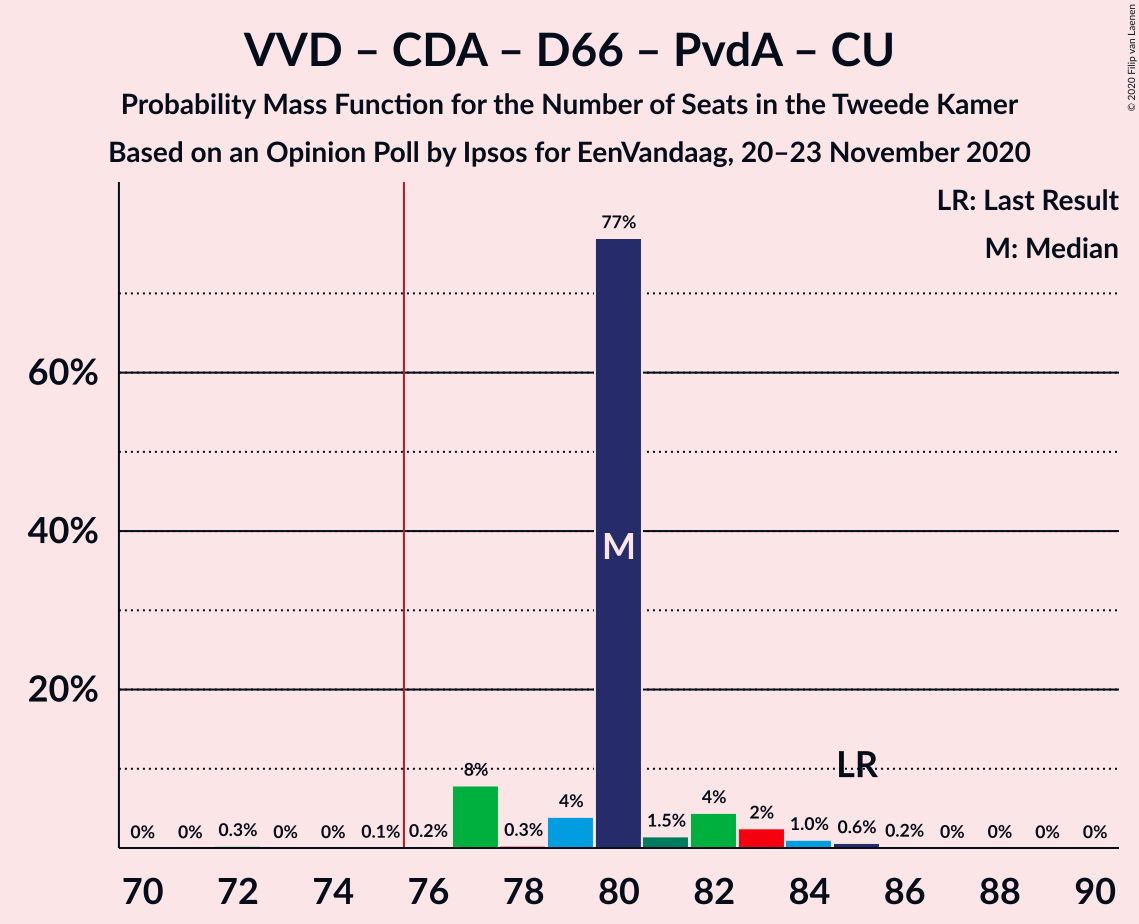 VVD – CDA – D66 – PvdA – CU
Probability Mass Function for the Number of Seats in the Tweede Kamer
Based on an Opinion Poll by Ipsos for EenVandaag, 20–23 November 2020
© 2020 Filip van Laenen
LR: Last Result
M: Median
77%
60%
40%
M
20%
LR
8%
4%
4%
2%
0% 0% 0.3% 0% 0% 0.1% 0.2% 0.3% 1.5% 1.0% 0.6% 0.2% 0% 0% 0% 0%
70 72 74 76 78 80 82 84 86 88 90